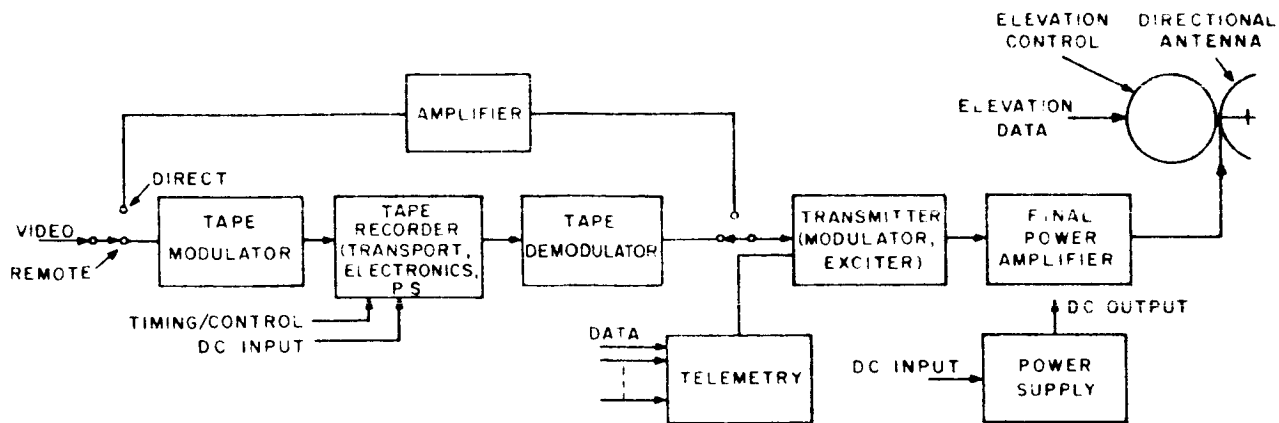 ELEVATION
CONTROL
DIRECTIONAL
ANTENNA
ELEVATION
DATA
AMPLIFIER
DIRECT
VIDEO
REMOTE
TAPE
MODULATOR
TAPE
RECORDER
(TRANSPORT,
ELECTRONICS,
PS
TAPE
DEMODULATOR
TRANSMITTER
(MODULATOR,
EXCITER)
FINAL
POWER
AMPLIFIER
TIMING/CONTROL
DC INPUT
DATA
TELEMETRY
DC OUTPUT
DC INPUT
POWER
SUPPLY